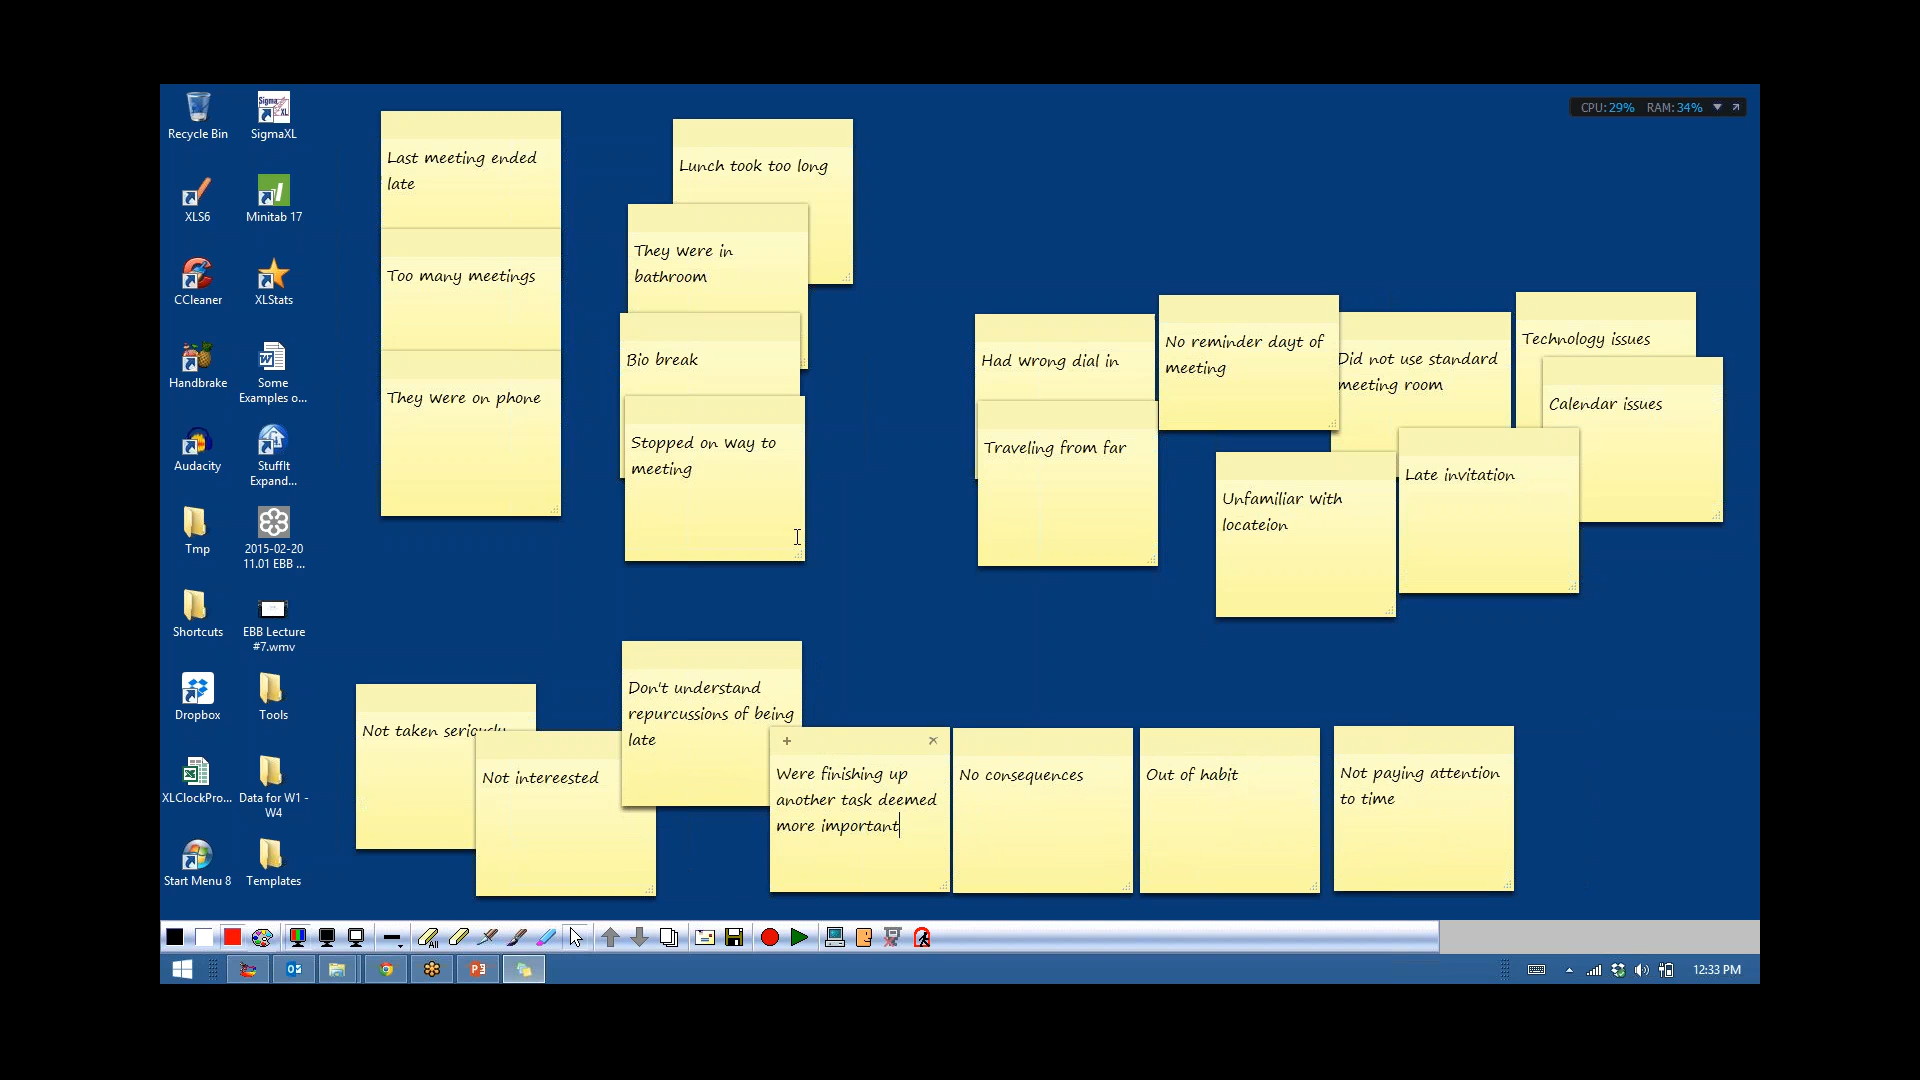 CPU: 29% RAM: 34%
Recycle Bin
SigmaXL
XLS6
Minitab 17
CCleaner
XLStats
Handbrake
Some
Examples o...
Audacity
StuffIt
Expand...
Tmp
2015-02-20
11.01 EBB ...
Shortcuts
EBB Lecture
#7.wmv
Dropbox
Tools
XLClockPro...
Data for W1 -
W4
Start Menu 8
Templates
Last meeting ended
late
Too many meetings
They were on phone
Lunch took too long
They were in
bathroom
Bio break
Stopped on way to
meeting
Had wrong dial in
Traveling from far
No reminder dayt of
meeting
Did not use standard
meeting room
Technology issues
Calendar issues
Unfamiliar with
locateion
Late invitation
Not taken seriously
Not intereested
Don't understand
repurcussions of being
late
Were finishing up
another task deemed
more important
No consequences
Out of habit
Not paying attention
to time
All
12:33 PM